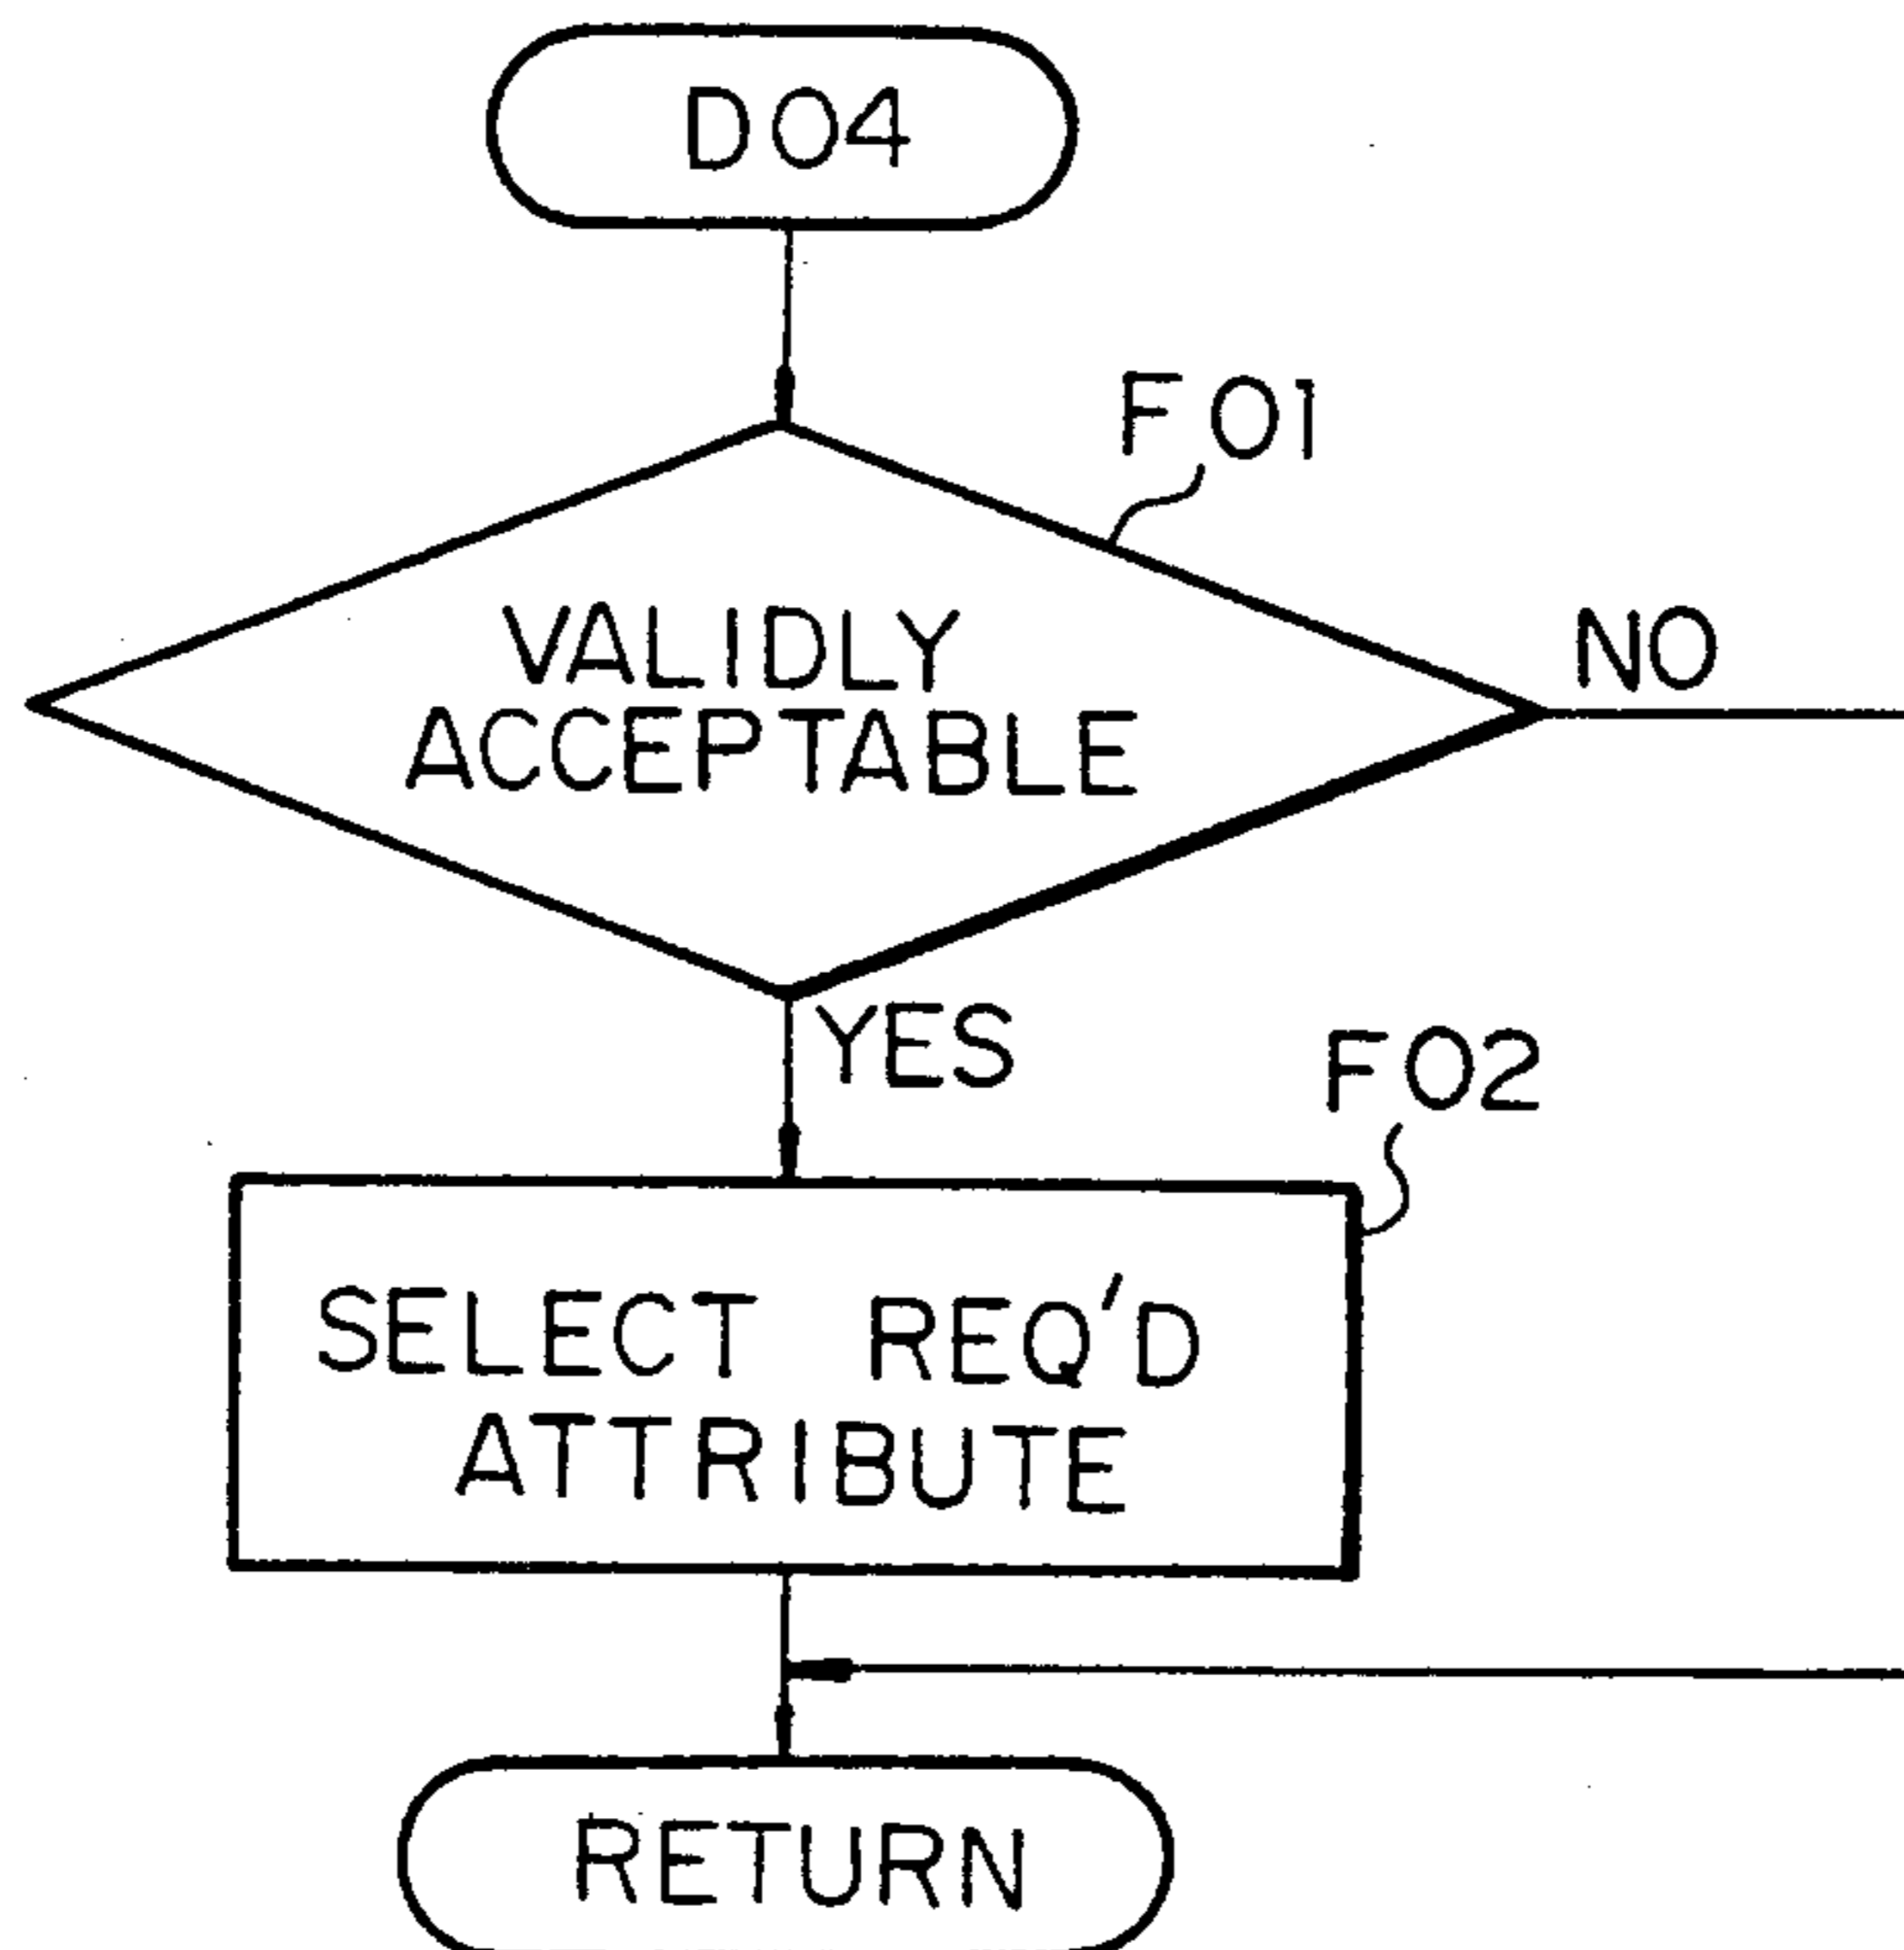 D04
F01
VALIDLY
ACCEPTABLE
NO
YES
F02
SELECT REQ'D
ATTRIBUTE
RETURN